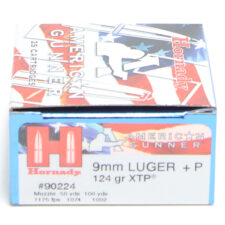 25 CARTRIDGES
AMERICAN
GUNNER
Hornady
AMERICAN
GUNNER
H
Hornady
9mm LUGER + P
124 gr XTP®
#90224
Muzzle 50 yds 100 yds
1175 fps 1074 1002